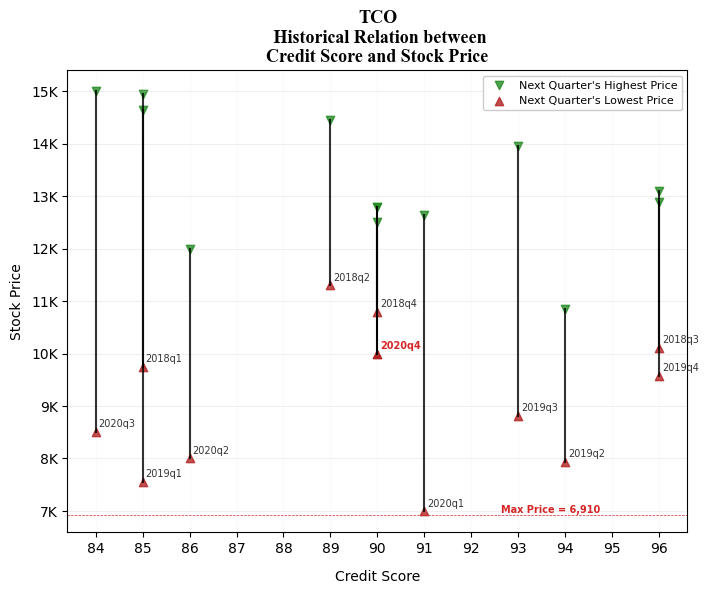 TCO
Historical Relation between
Credit Score and Stock Price
Next Quarter's Highest Price
Next Quarter's Lowest Price
Stock Price
15K
14K
13K
12K
11K
10K
9K
8K
7K
2020q3
2018q1
2019q1
2020q2
2018q2
2018q4
2020q4
2020q1
2019q3
2019q2
2018q3
2019q4
Max Price = 6,910
84 85 86 87 88 89 90 91 92 93 94 95 96
Credit Score